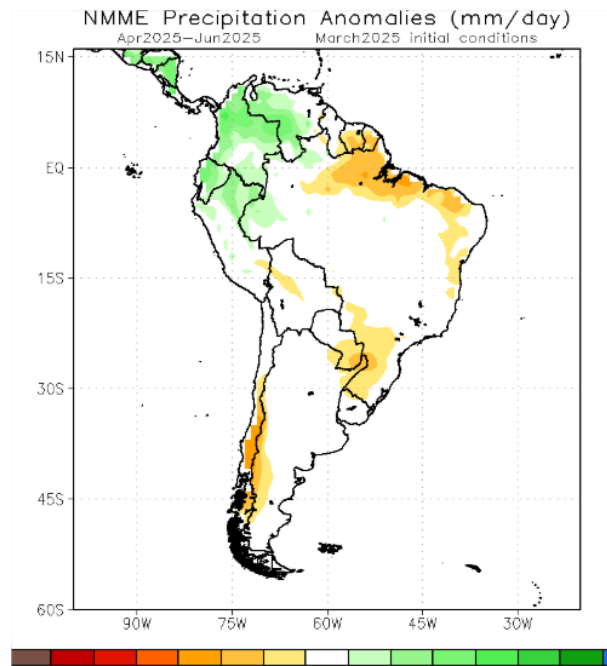 NMME Precipitation Anomalies (mm/day)
Apr2025–Jun2025 March2025 initial conditions
15N
EQ
15S
30S
45S
60S
90W 75W 60W 45W 30W